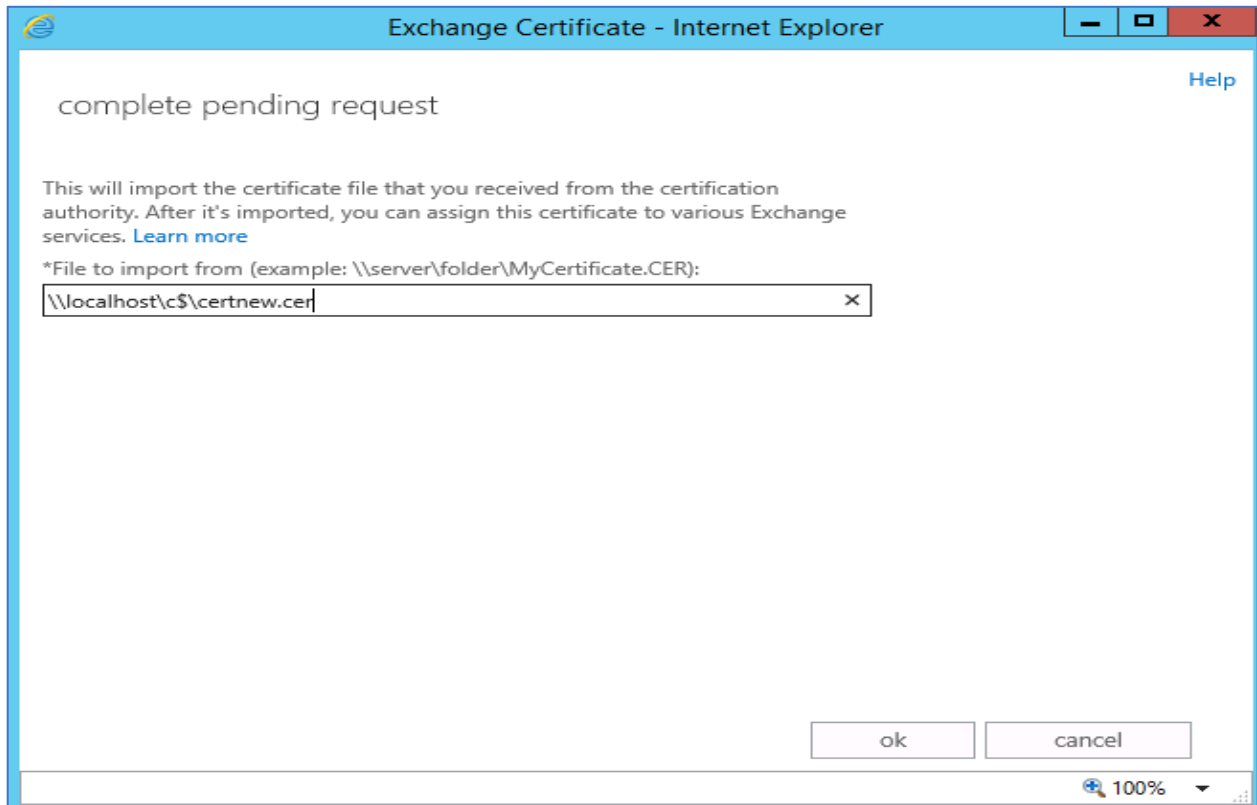 Exchange Certificate - Internet Explorer
Help
complete pending request
This will import the certificate file that you received from the certification
authority. After it's imported, you can assign this certificate to various Exchange
services. Learn more
*File to import from (example: \\server\folder\MyCertificate.CER):
\\localhost\c$\certnew.cer
ok
cancel
100%